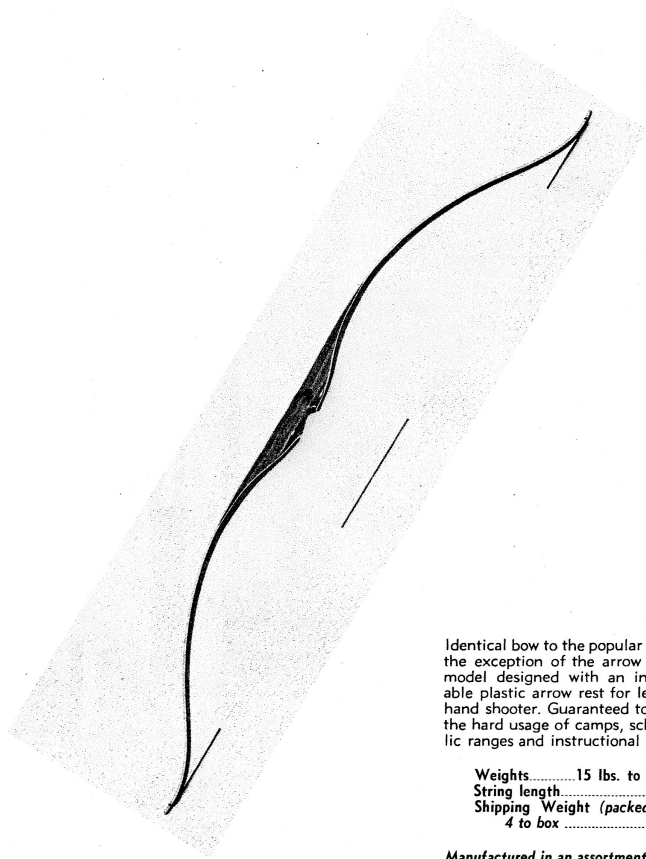 Identical bow to the popular
the exception of the arrow
model designed with an in
able plastic arrow rest for le
hand shooter. Guaranteed to
the hard usage of camps, sc
lic ranges and instructional
Weights..........15 lbs. to
String length
Shipping Weight (packed
4 to box
Manufactured in an assortment